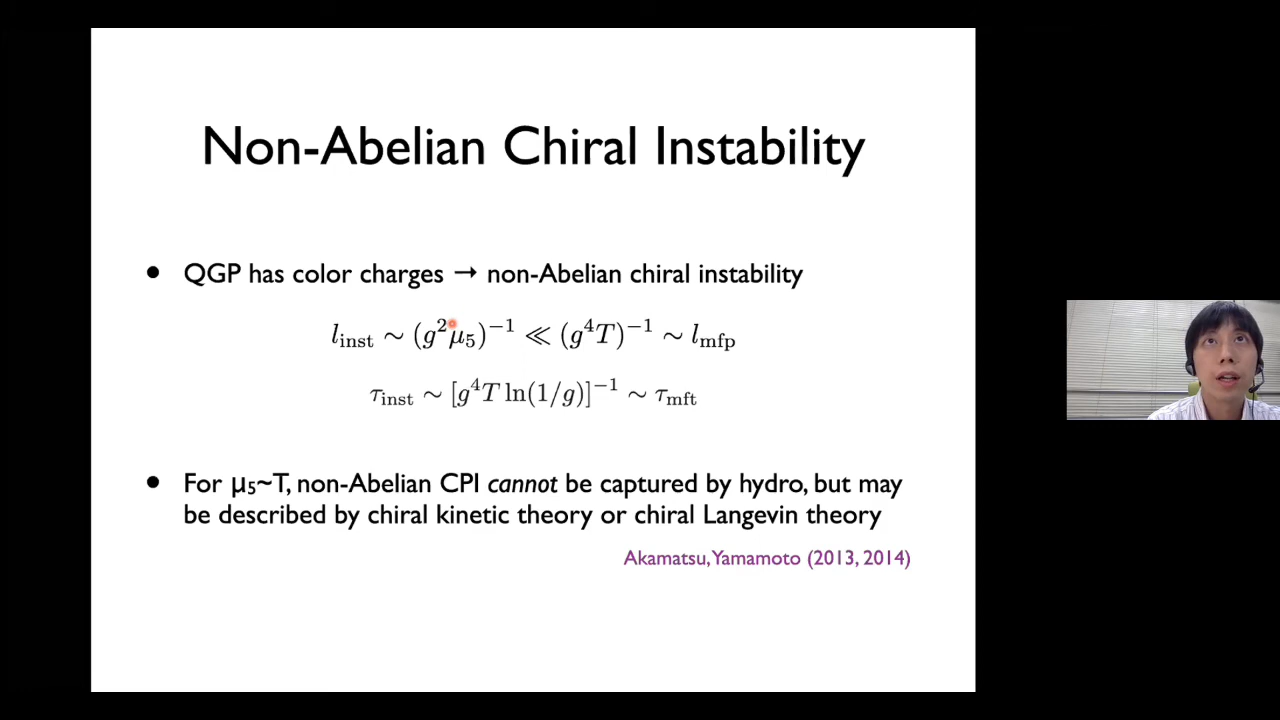 Non-Abelian Chiral Instability
• QGP has color charges → non-Abelian chiral instability
l_inst ∼ (g²μ₅)⁻¹ ≪ (g⁴T)⁻¹ ∼ l_mfp
τ_inst ∼ [g⁴T ln(1/g)]⁻¹ ∼ τ_mft
• For μ₅~T, non-Abelian CPI cannot be captured by hydro, but may
be described by chiral kinetic theory or chiral Langevin theory
Akamatsu, Yamamoto (2013, 2014)